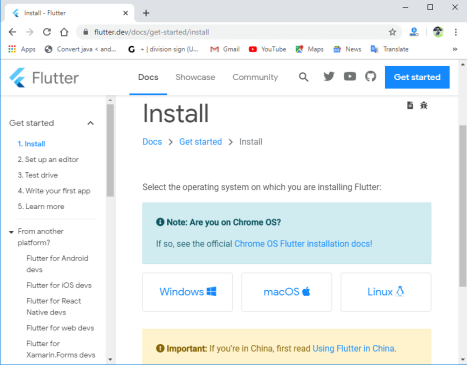 Install - Flutter
flutter.dev/docs/get-started/install
Apps
Convert java < and...
G ÷ | division sign (U...
Gmail
YouTube
Maps
News
Translate
»
Flutter
Docs
Showcase
Community
Get started
Get started
1. Install
2. Set up an editor
3. Test drive
4. Write your first app
5. Learn more
From another
platform?
Flutter for Android
devs
Flutter for iOS devs
Flutter for React
Native devs
Flutter for web devs
Flutter for
Xamarin.Forms devs
Install
Docs > Get started > Install
Select the operating system on which you are installing Flutter:
Note: Are you on Chrome OS?
If so, see the official Chrome OS Flutter installation docs!
Windows
macOS
Linux
Important: If you're in China, first read Using Flutter in China.